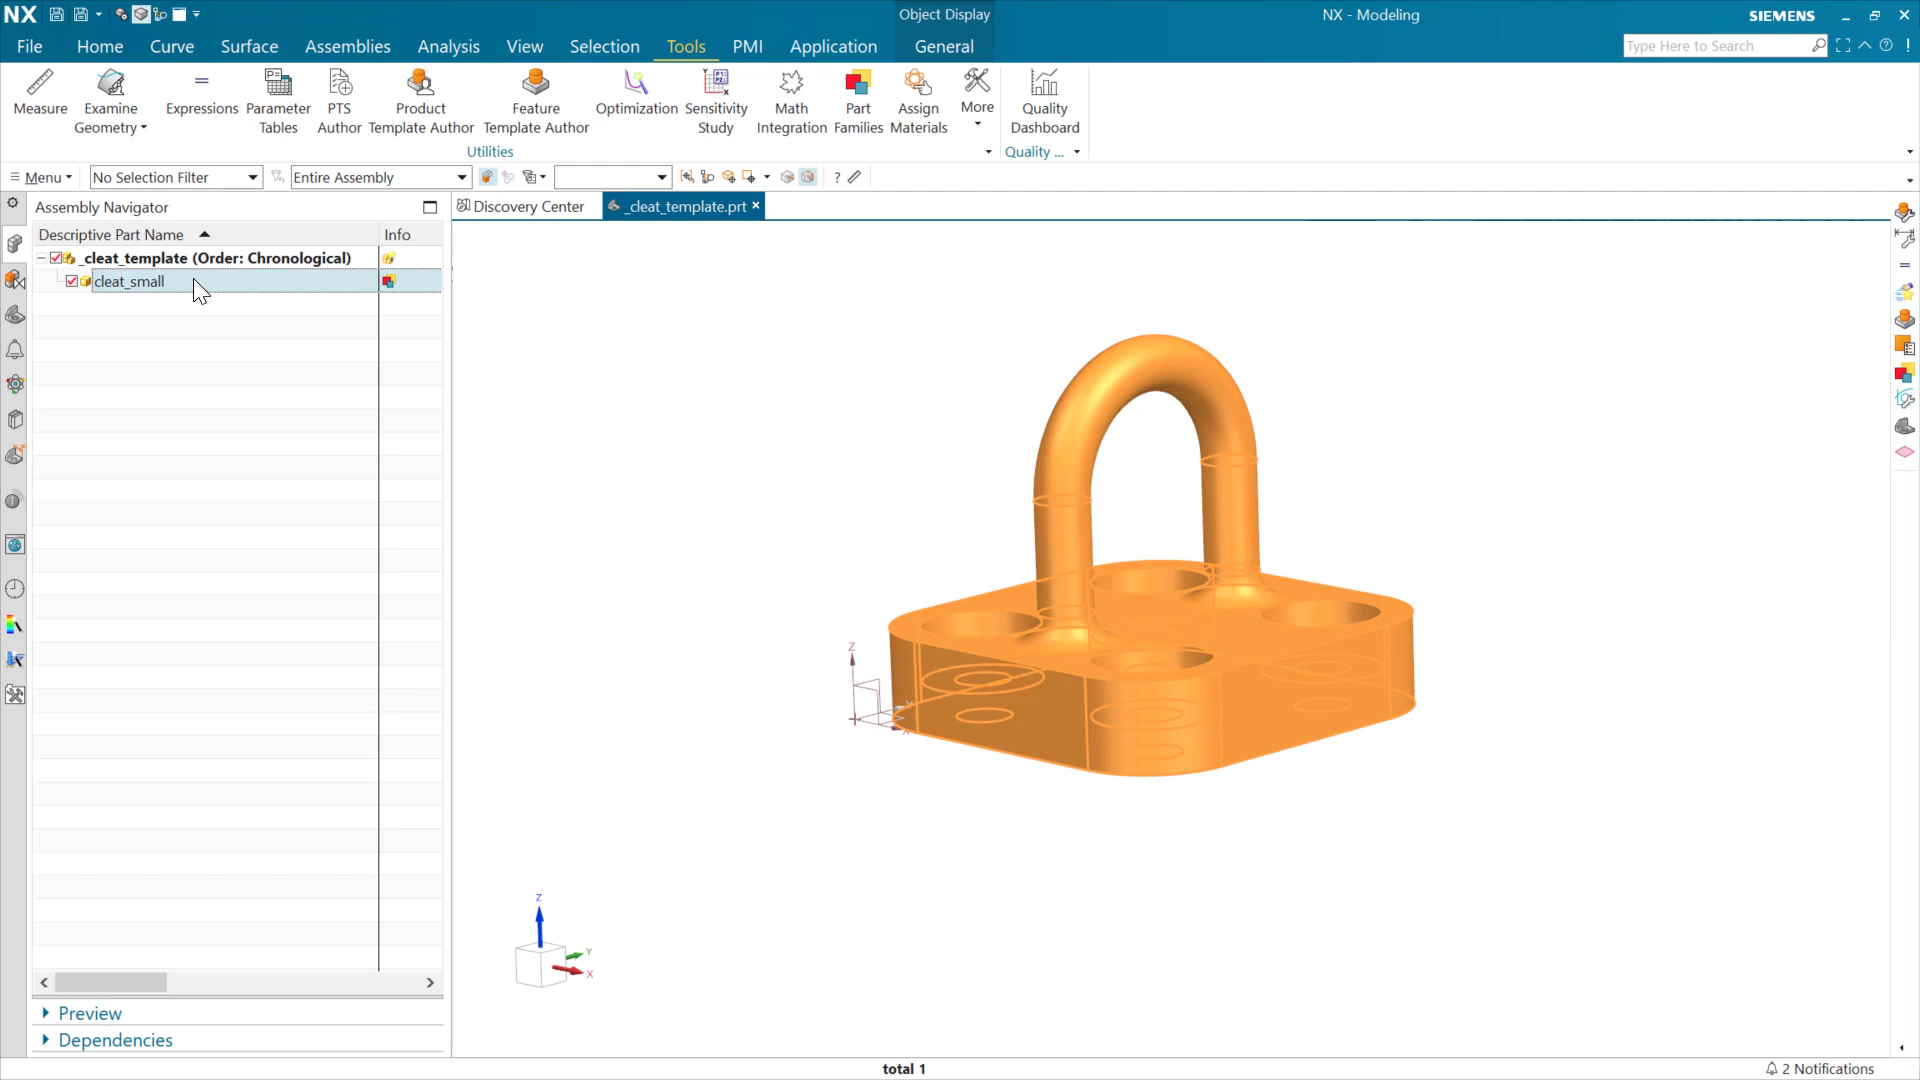 NX
Object Display
NX - Modeling
SIEMENS
File
Home
Curve
Surface
Assemblies
Analysis
View
Selection
Tools
PMI
Application
General
Type Here to Search
Measure
Examine
Geometry
Expressions
Parameter
Tables
PTS
Author
Product
Template Author
Feature
Template Author
Optimization
Sensitivity
Study
Math
Integration
Part
Families
Assign
Materials
More
Quality
Dashboard
Utilities
Quality ...
Menu
No Selection Filter
Entire Assembly
Assembly Navigator
Discovery Center
_cleat_template.prt
Descriptive Part Name
Info
_cleat_template (Order: Chronological)
cleat_small
Z
X
Z
Y
X
Preview
Dependencies
total 1
2 Notifications